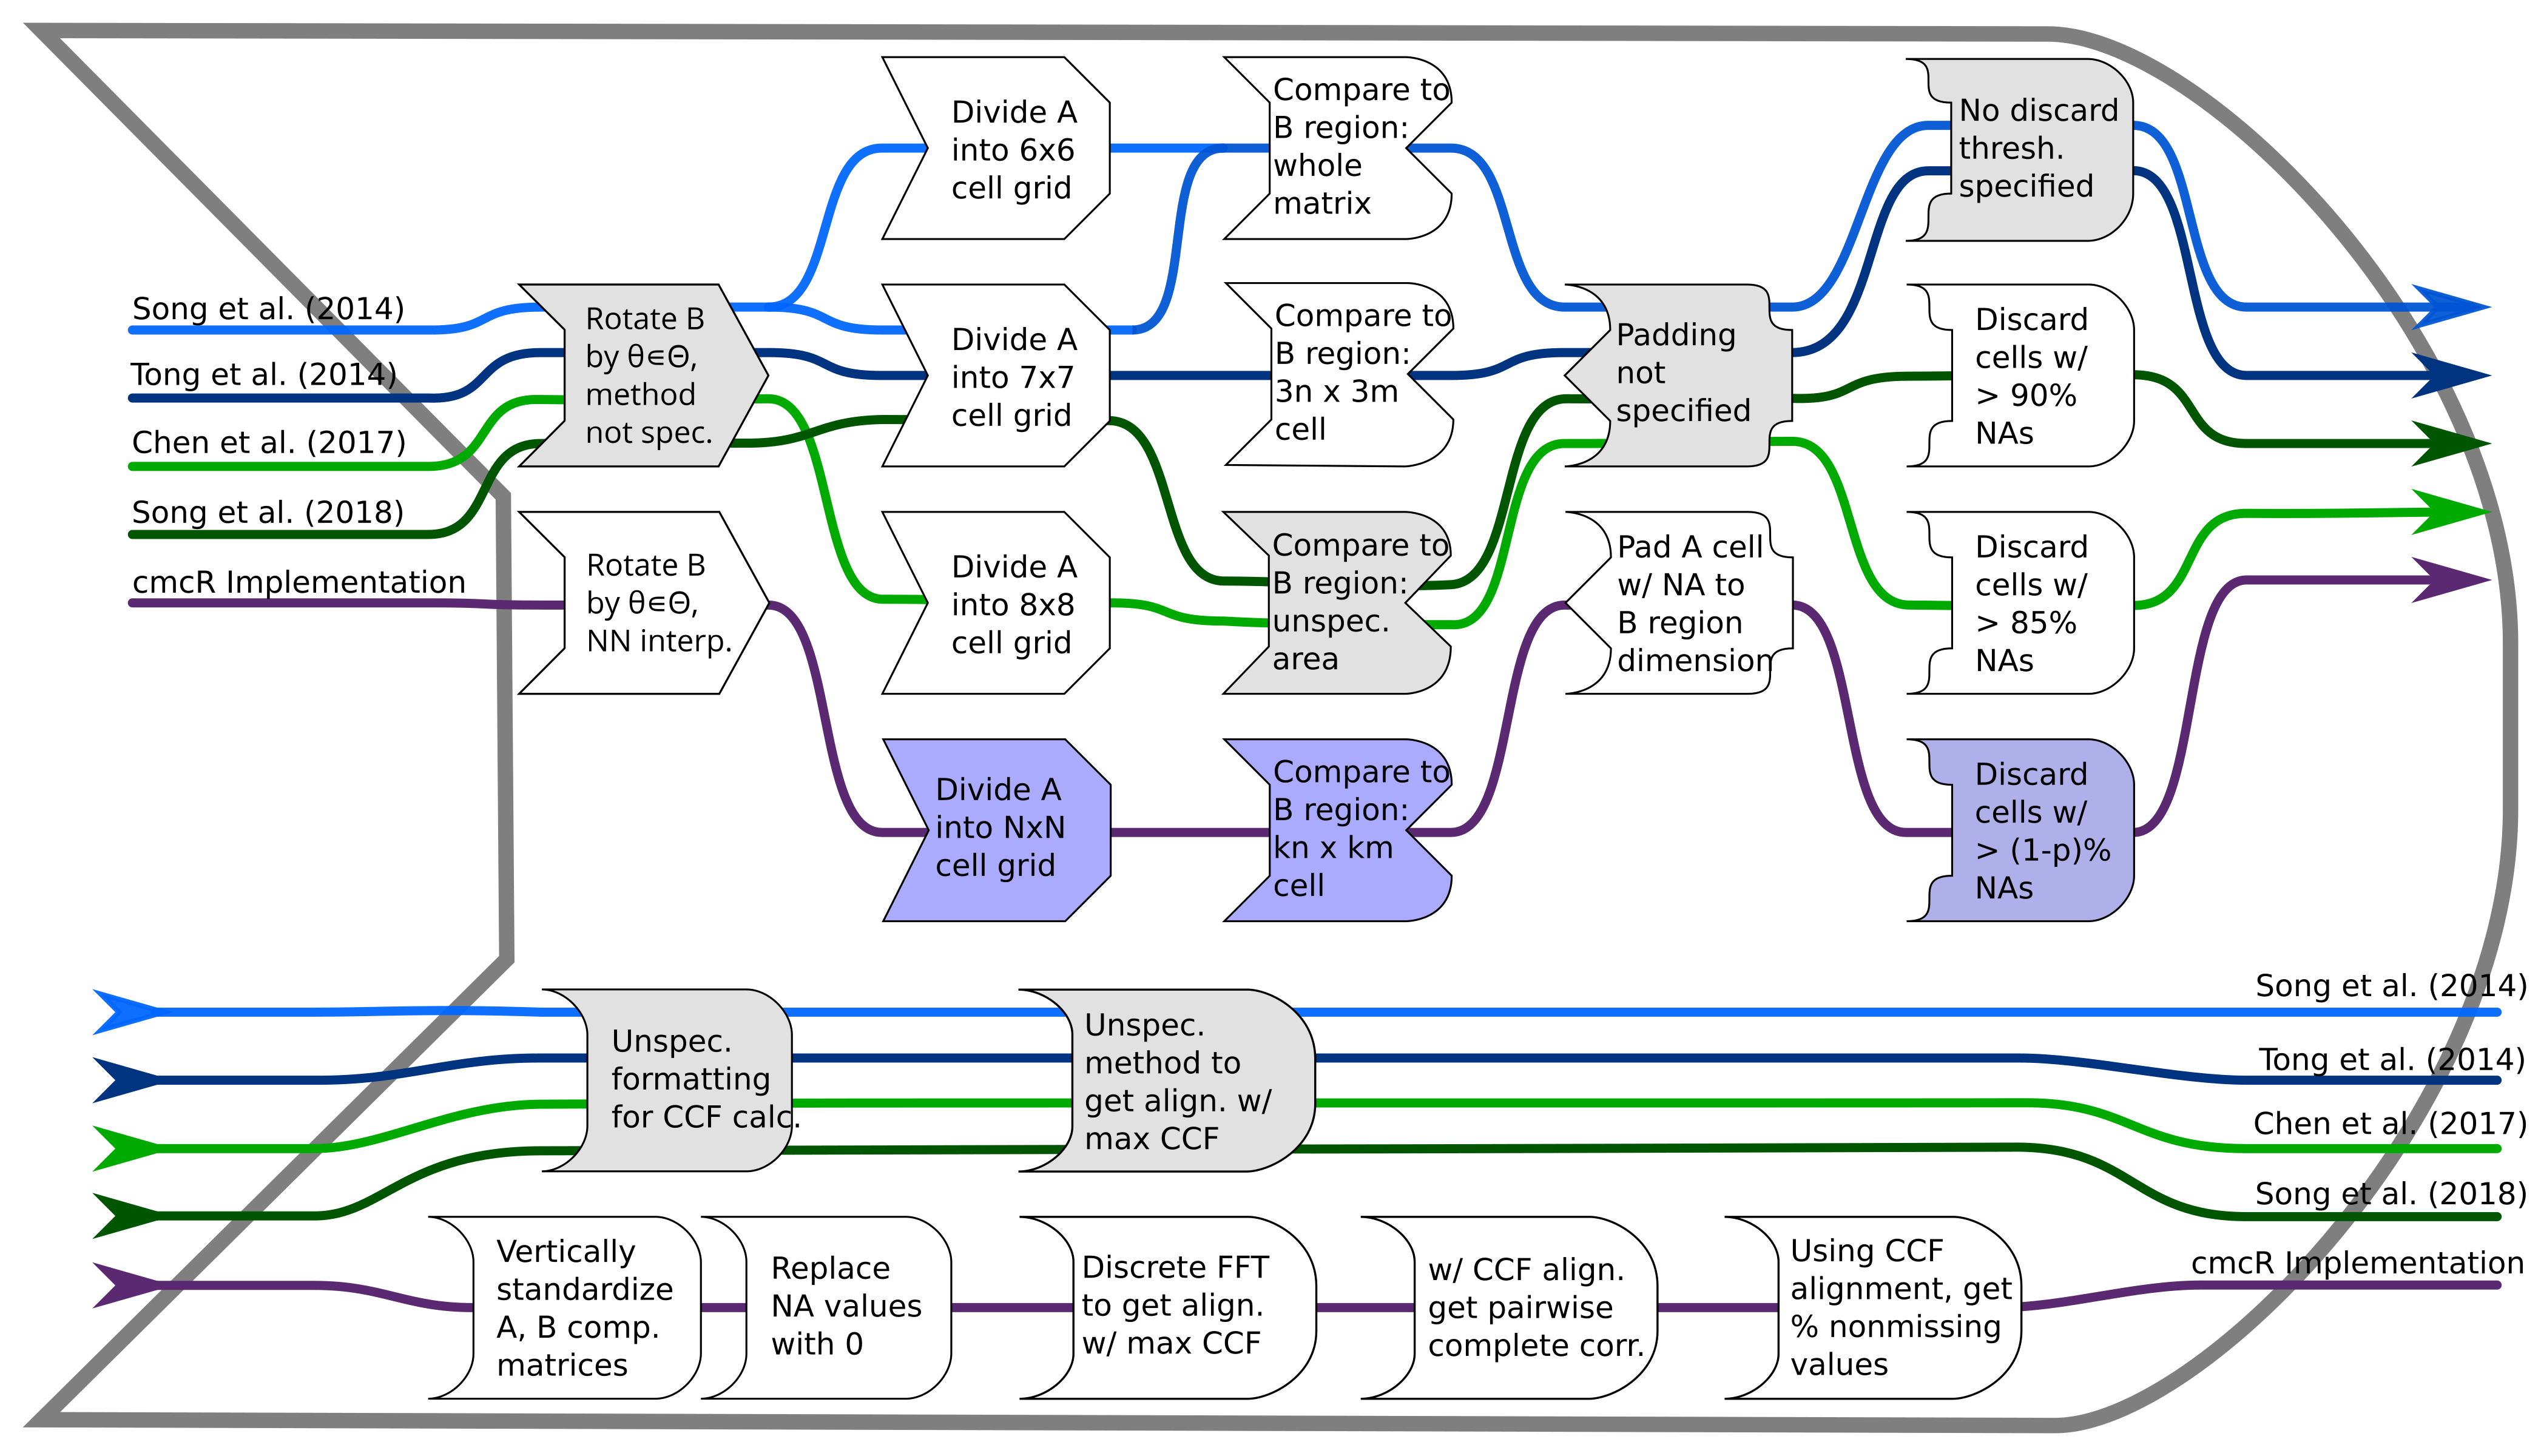 Song et al. (2014)
Tong et al. (2014)
Chen et al. (2017)
Song et al. (2018)
cmcR Implementation
Rotate B
by θ∊Θ,
method
not spec.
Rotate B
by θ∊Θ,
NN interp.
Divide A
into 6x6
cell grid
Divide A
into 7x7
cell grid
Divide A
into 8x8
cell grid
Divide A
into NxN
cell grid
Compare to
B region:
whole
matrix
Compare to
B region:
3n x 3m
cell
Compare to
B region:
unspec.
area
Compare to
B region:
kn x km
cell
Padding
not
specified
Pad A cell
w/ NA to
B region
dimension
No discard
thresh.
specified
Discard
cells w/
> 90%
NAs
Discard
cells w/
> 85%
NAs
Discard
cells w/
> (1-p)%
NAs
Unspec.
formatting
for CCF calc.
Unspec.
method to
get align. w/
max CCF
Song et al. (2014)
Tong et al. (2014)
Chen et al. (2017)
Song et al. (2018)
cmcR Implementation
Vertically
standardize
A, B comp.
matrices
Replace
NA values
with 0
Discrete FFT
to get align.
w/ max CCF
w/ CCF align.
get pairwise
complete corr.
Using CCF
alignment, get
% nonmissing
values